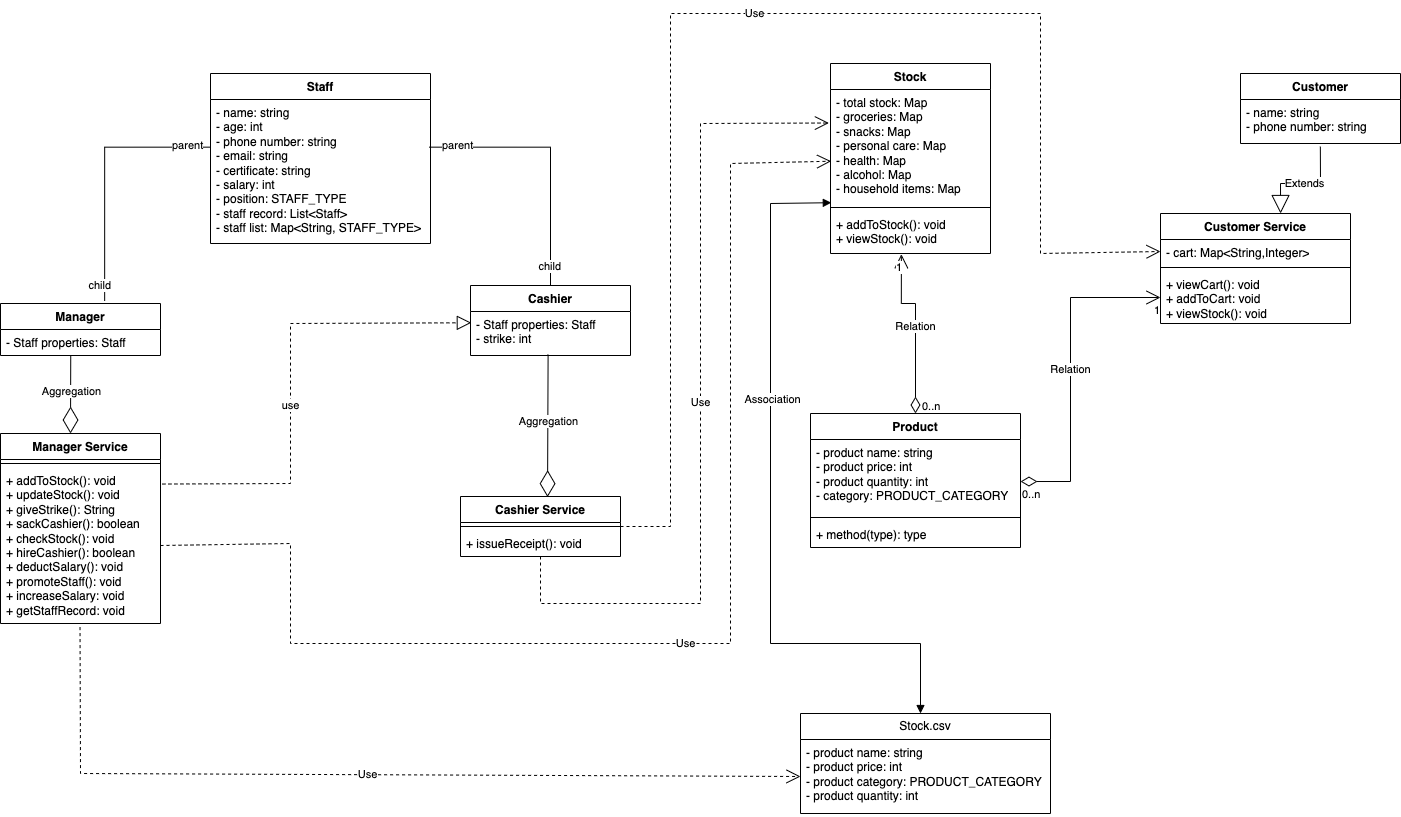 Use
Staff
- name: string
- age: int
- phone number: string
- email: string
- certificate: string
- salary: int
- position: STAFF_TYPE
- staff record: List<Staff>
- staff list: Map<String, STAFF_TYPE>
parent
parent
child
child
Stock
- total stock: Map
- groceries: Map
- snacks: Map
- personal care: Map
- health: Map
- alcohol: Map
- household items: Map
+ addToStock(): void
+ viewStock(): void
Customer
- name: string
- phone number: string
Extends
Customer Service
- cart: Map<String,Integer>
+ viewCart(): void
+ addToCart: void
+ viewStock(): void
1
1
Manager
- Staff properties: Staff
Cashier
- Staff properties: Staff
- strike: int
Relation
Relation
Aggregation
use
Aggregation
Use
Association
0..n
0..n
Manager Service
+ addToStock(): void
+ updateStock(): void
+ giveStrike(): String
+ sackCashier(): boolean
+ checkStock(): void
+ hireCashier(): boolean
+ deductSalary(): void
+ promoteStaff(): void
+ increaseSalary: void
+ getStaffRecord: void
Cashier Service
+ issueReceipt(): void
Product
- product name: string
- product price: int
- product quantity: int
- category: PRODUCT_CATEGORY
+ method(type): type
Use
Use
Stock.csv
- product name: string
- product price: int
- product category: PRODUCT_CATEGORY
- product quantity: int